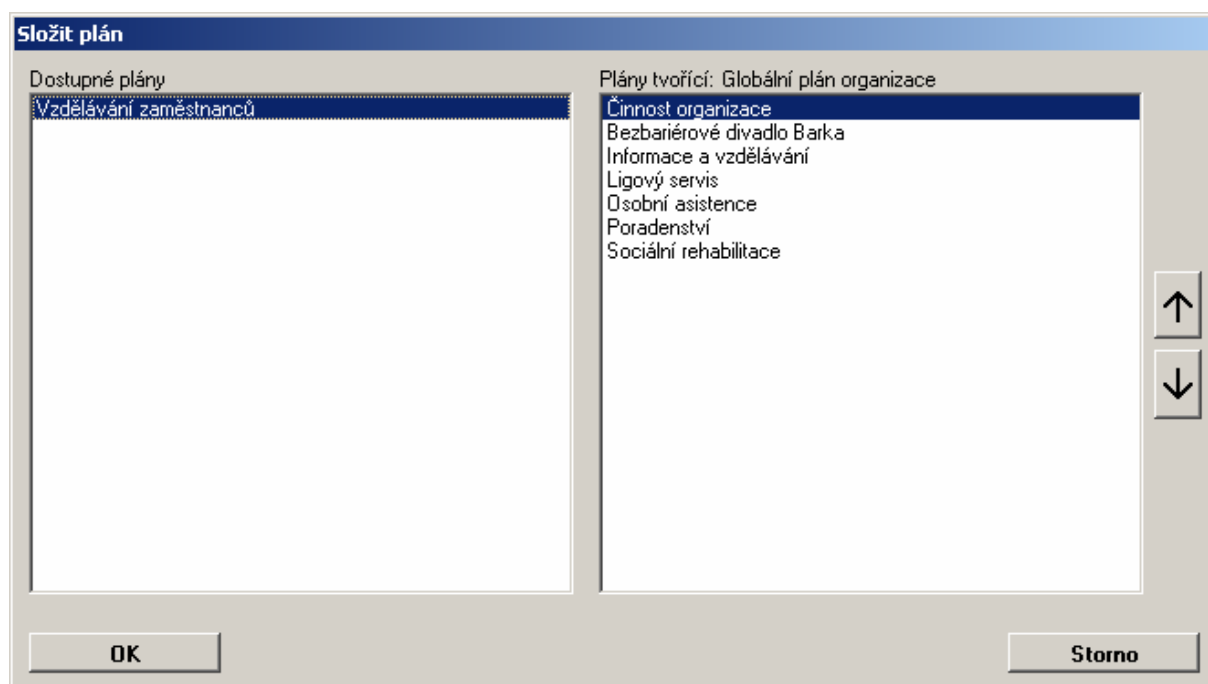 Složit plán
Dostupné plány
Vzdělávání zaměstnanců
Plány tvořící: Globální plán organizace
Činnost organizace
Bezbariérové divadlo Barka
Informace a vzdělávání
Ligový servis
Osobní asistence
Poradenství
Sociální rehabilitace
OK
Storno